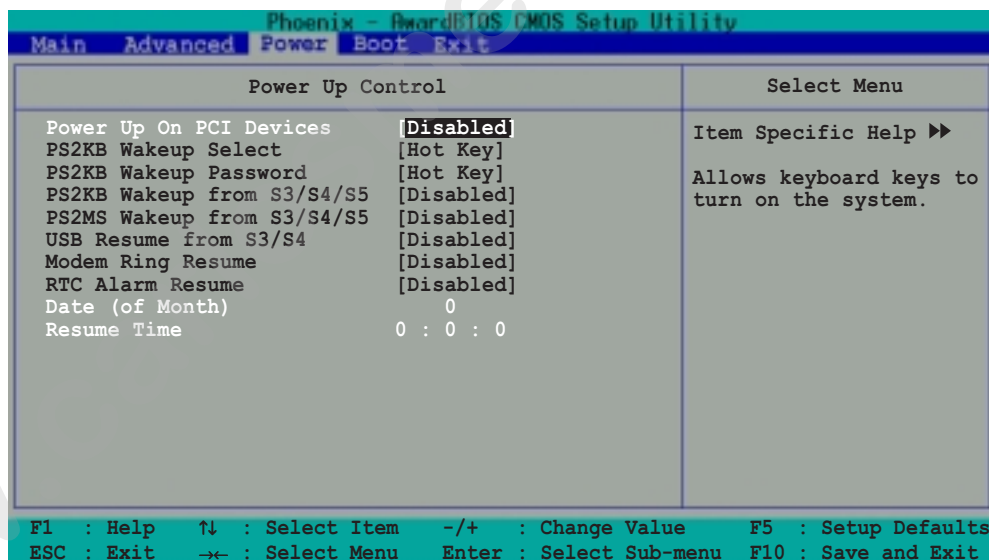 Phoenix - AwardBIOS CMOS Setup Utility
Main Advanced Power Boot Exit
Power Up Control
Select Menu
Power Up On PCI Devices [Disabled]
PS2KB Wakeup Select [Hot Key]
PS2KB Wakeup Password [Hot Key]
PS2KB Wakeup from S3/S4/S5 [Disabled]
PS2MS Wakeup from S3/S4/S5 [Disabled]
USB Resume from S3/S4 [Disabled]
Modem Ring Resume [Disabled]
RTC Alarm Resume [Disabled]
Date (of Month) 0
Resume Time 0 : 0 : 0
Item Specific Help ▶▶
Allows keyboard keys to
turn on the system.
F1 : Help ↑↓ : Select Item -/+ : Change Value F5 : Setup Defaults
ESC : Exit →← : Select Menu Enter : Select Sub-menu F10 : Save and Exit